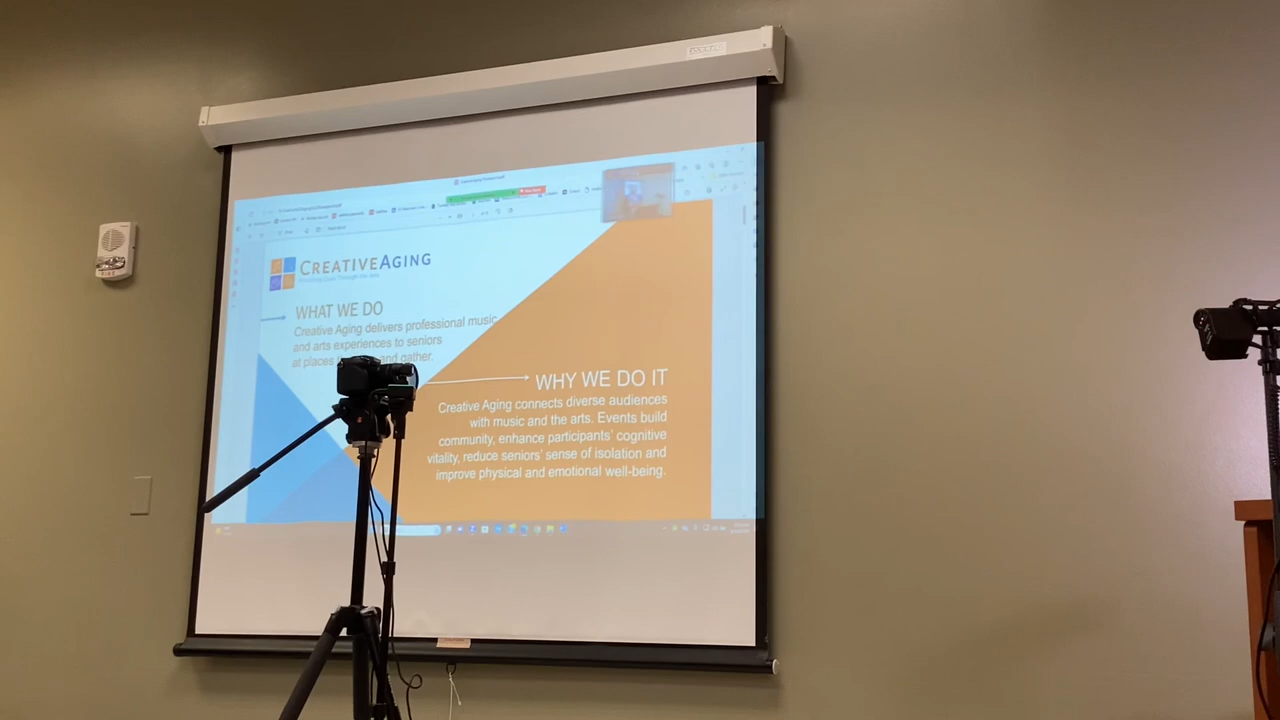 CREATIVEAGING
WHAT WE DO
Creative Aging delivers professional music
and arts experiences to seniors
at places and gather.
WHY WE DO IT
Creative Aging connects diverse audiences
with music and the arts. Events build
community, enhance participants' cognitive
vitality, reduce seniors' sense of isolation and
improve physical and emotional well-being.
FIRE